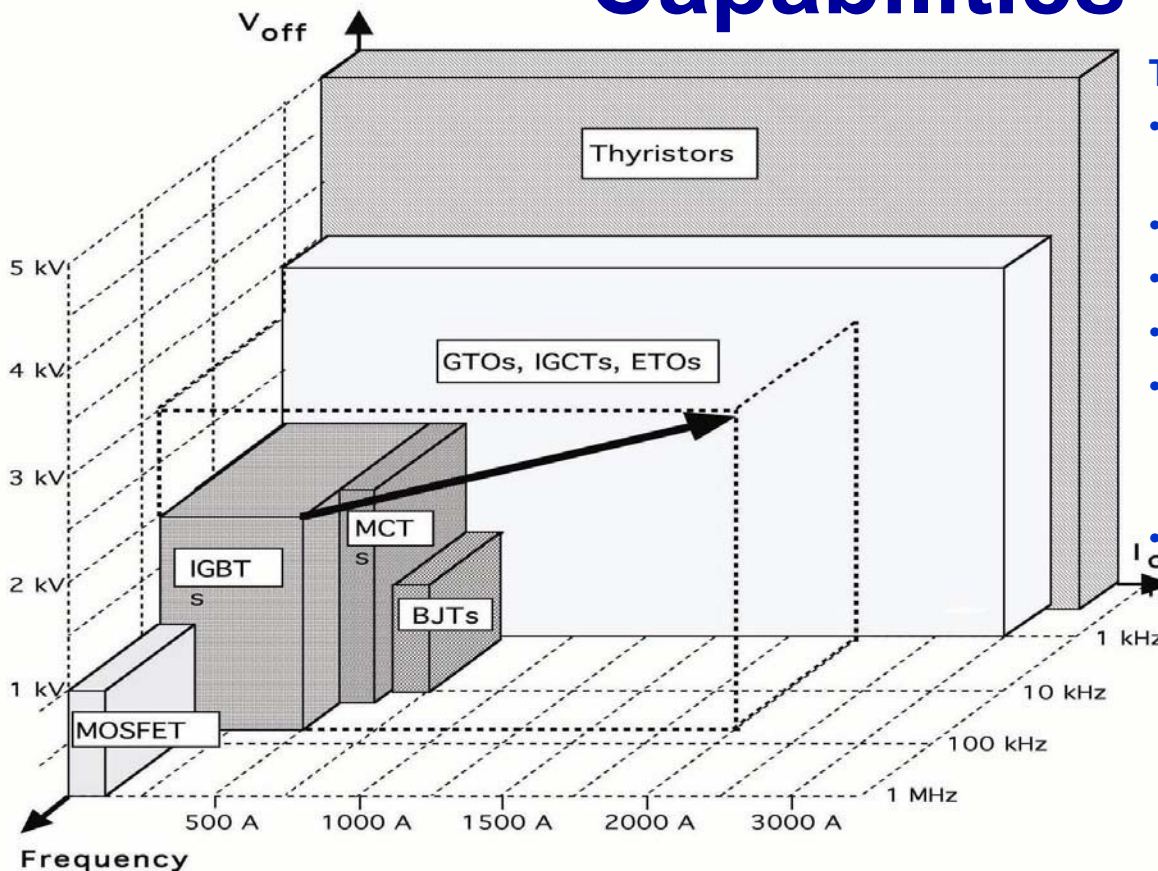 Capabilities
V off
Thyristors
5 kV
GTOs, IGCTs, ETOs
4 kV
3 kV
MCT
s
IGBT
s
2 kV
BJTs
1 kHz
1 kV
10 kHz
MOSFET
100 kHz
1 MHz
500 A
1000 A
1500 A
2000 A
3000 A
Frequency